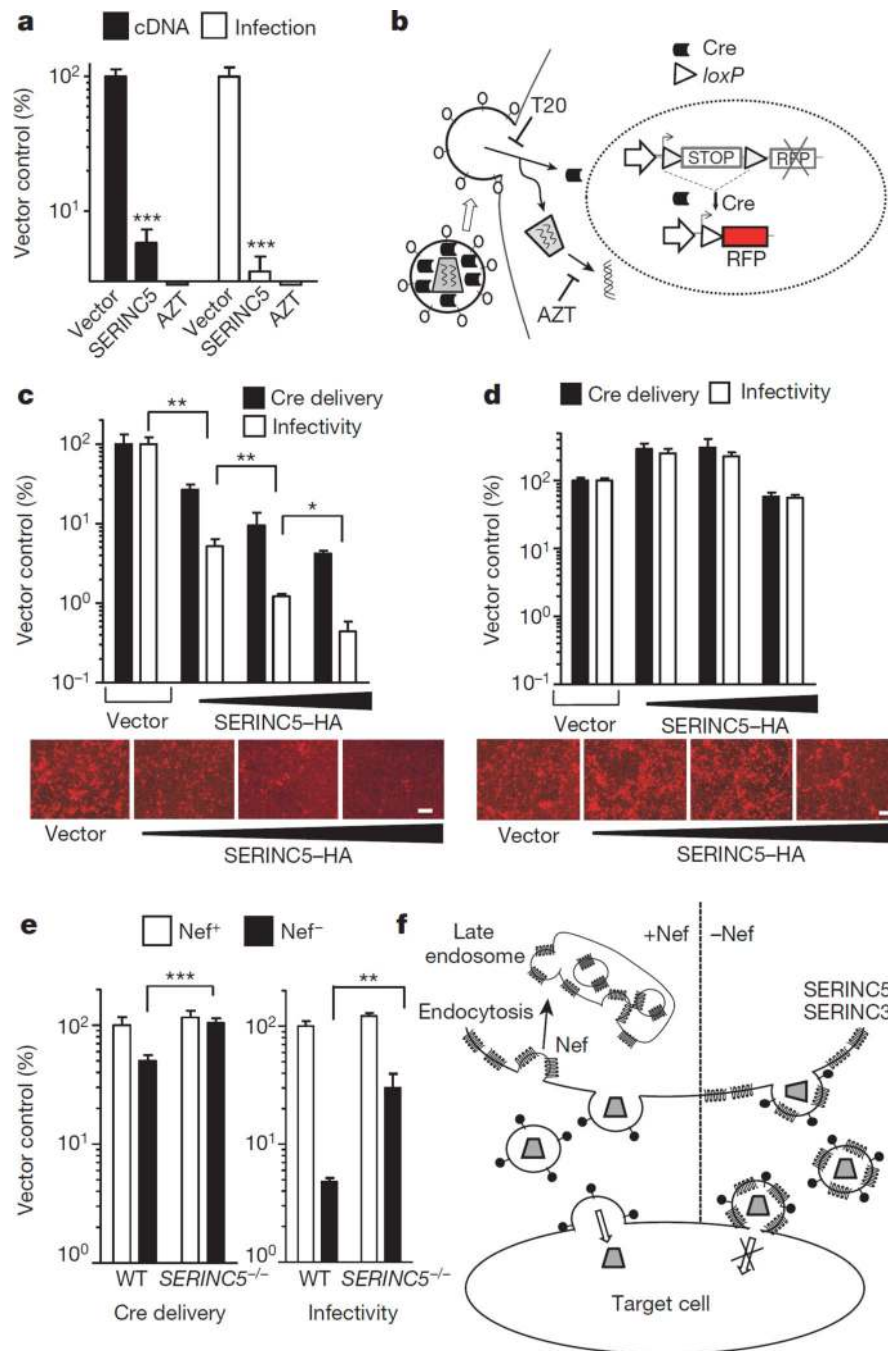 a
cDNA Infection
Vector control (%)
10²
10¹
***
***
Vector
SERINC5
AZT
Vector
SERINC5
AZT
b
Cre
loxP
T20
STOP
RFP
Cre
RFP
AZT
c
Cre delivery
Infectivity
**
**
*
Vector control (%)
10²
10¹
10⁰
10⁻¹
Vector
SERINC5–HA
Vector
SERINC5–HA
d
Cre delivery Infectivity
Vector control (%)
10²
10¹
10⁰
10⁻¹
Vector
SERINC5–HA
Vector
SERINC5–HA
e
Nef⁺ Nef⁻
***
**
Vector control (%)
10²
10¹
10⁰
10²
10¹
10⁰
WT SERINC5⁻/⁻
Cre delivery
WT SERINC5⁻/⁻
Infectivity
f
Late
endosome
+Nef –Nef
Endocytosis
Nef
SERINC5
SERINC3
Target cell